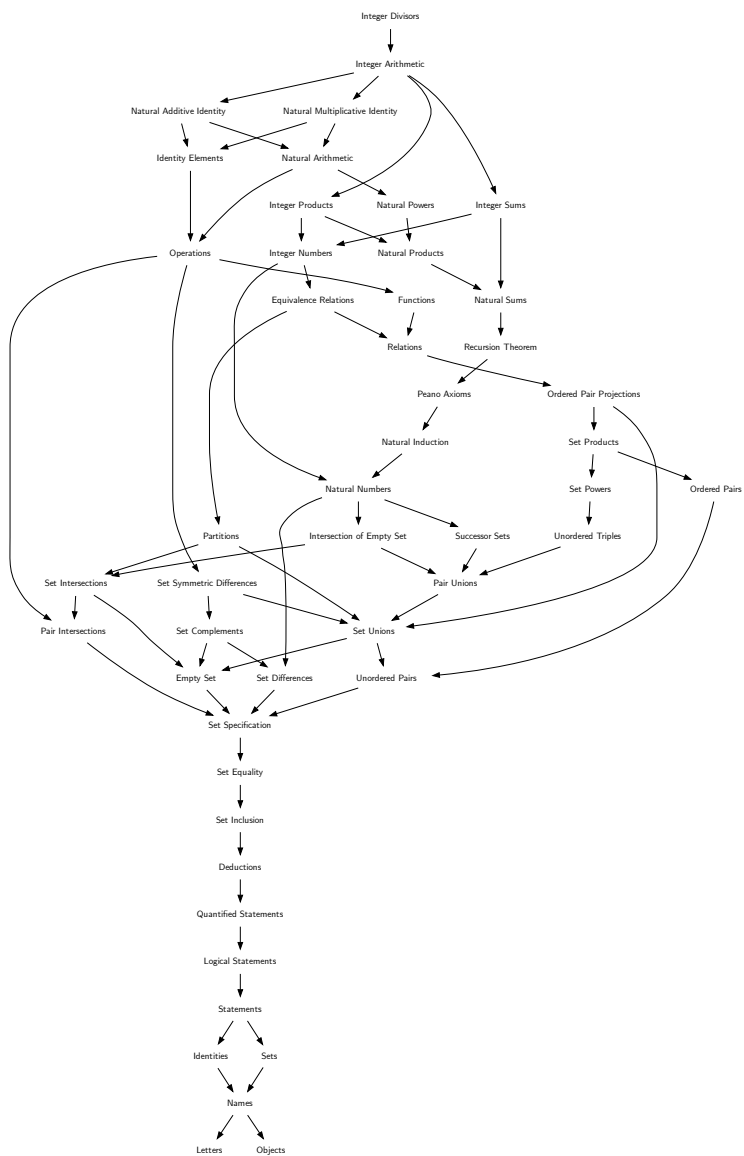 Integer Divisors
Integer Arithmetic
Natural Additive Identity
Natural Multiplicative Identity
Identity Elements
Natural Arithmetic
Integer Products
Natural Powers
Integer Sums
Operations
Integer Numbers
Natural Products
Equivalence Relations
Functions
Natural Sums
Relations
Recursion Theorem
Peano Axioms
Ordered Pair Projections
Natural Induction
Set Products
Natural Numbers
Set Powers
Ordered Pairs
Partitions
Intersection of Empty Set
Successor Sets
Unordered Triples
Set Intersections
Set Symmetric Differences
Pair Unions
Pair Intersections
Set Complements
Set Unions
Empty Set
Set Differences
Unordered Pairs
Set Specification
Set Equality
Set Inclusion
Deductions
Quantified Statements
Logical Statements
Statements
Identities
Sets
Names
Letters
Objects